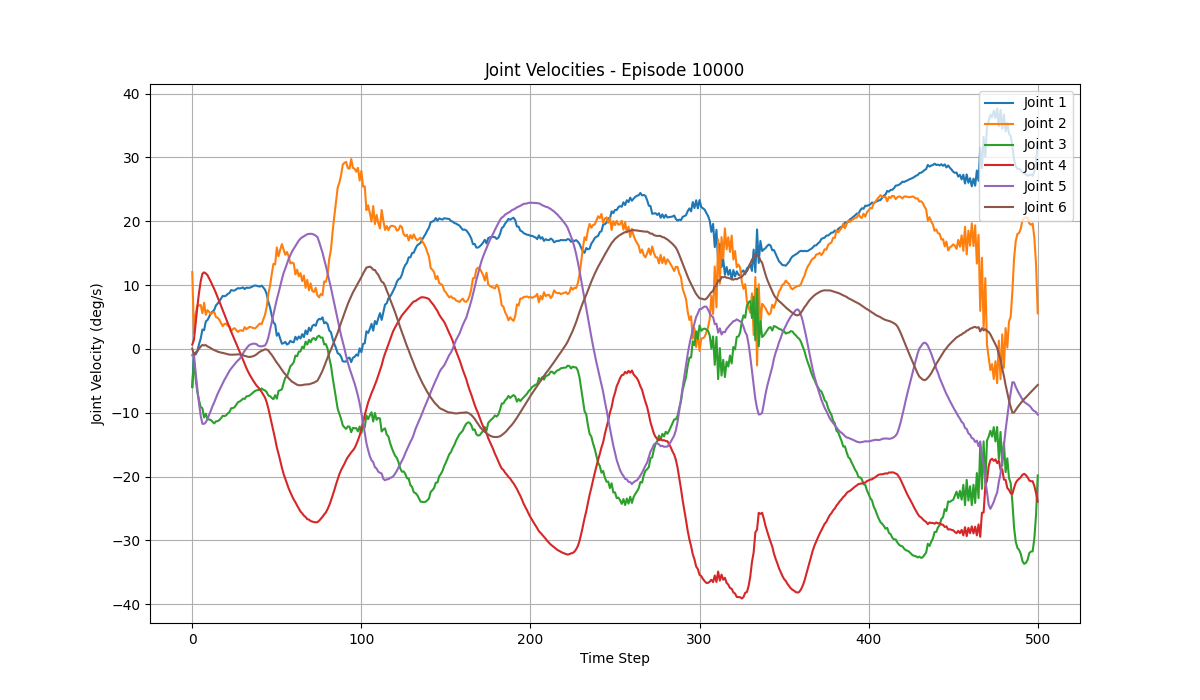 Joint Velocities - Episode 10000
Joint Velocity (deg/s)
40
30
20
10
0
−10
−20
−30
−40
Joint 1
Joint 2
Joint 3
Joint 4
Joint 5
Joint 6
0 100 200 300 400 500
Time Step